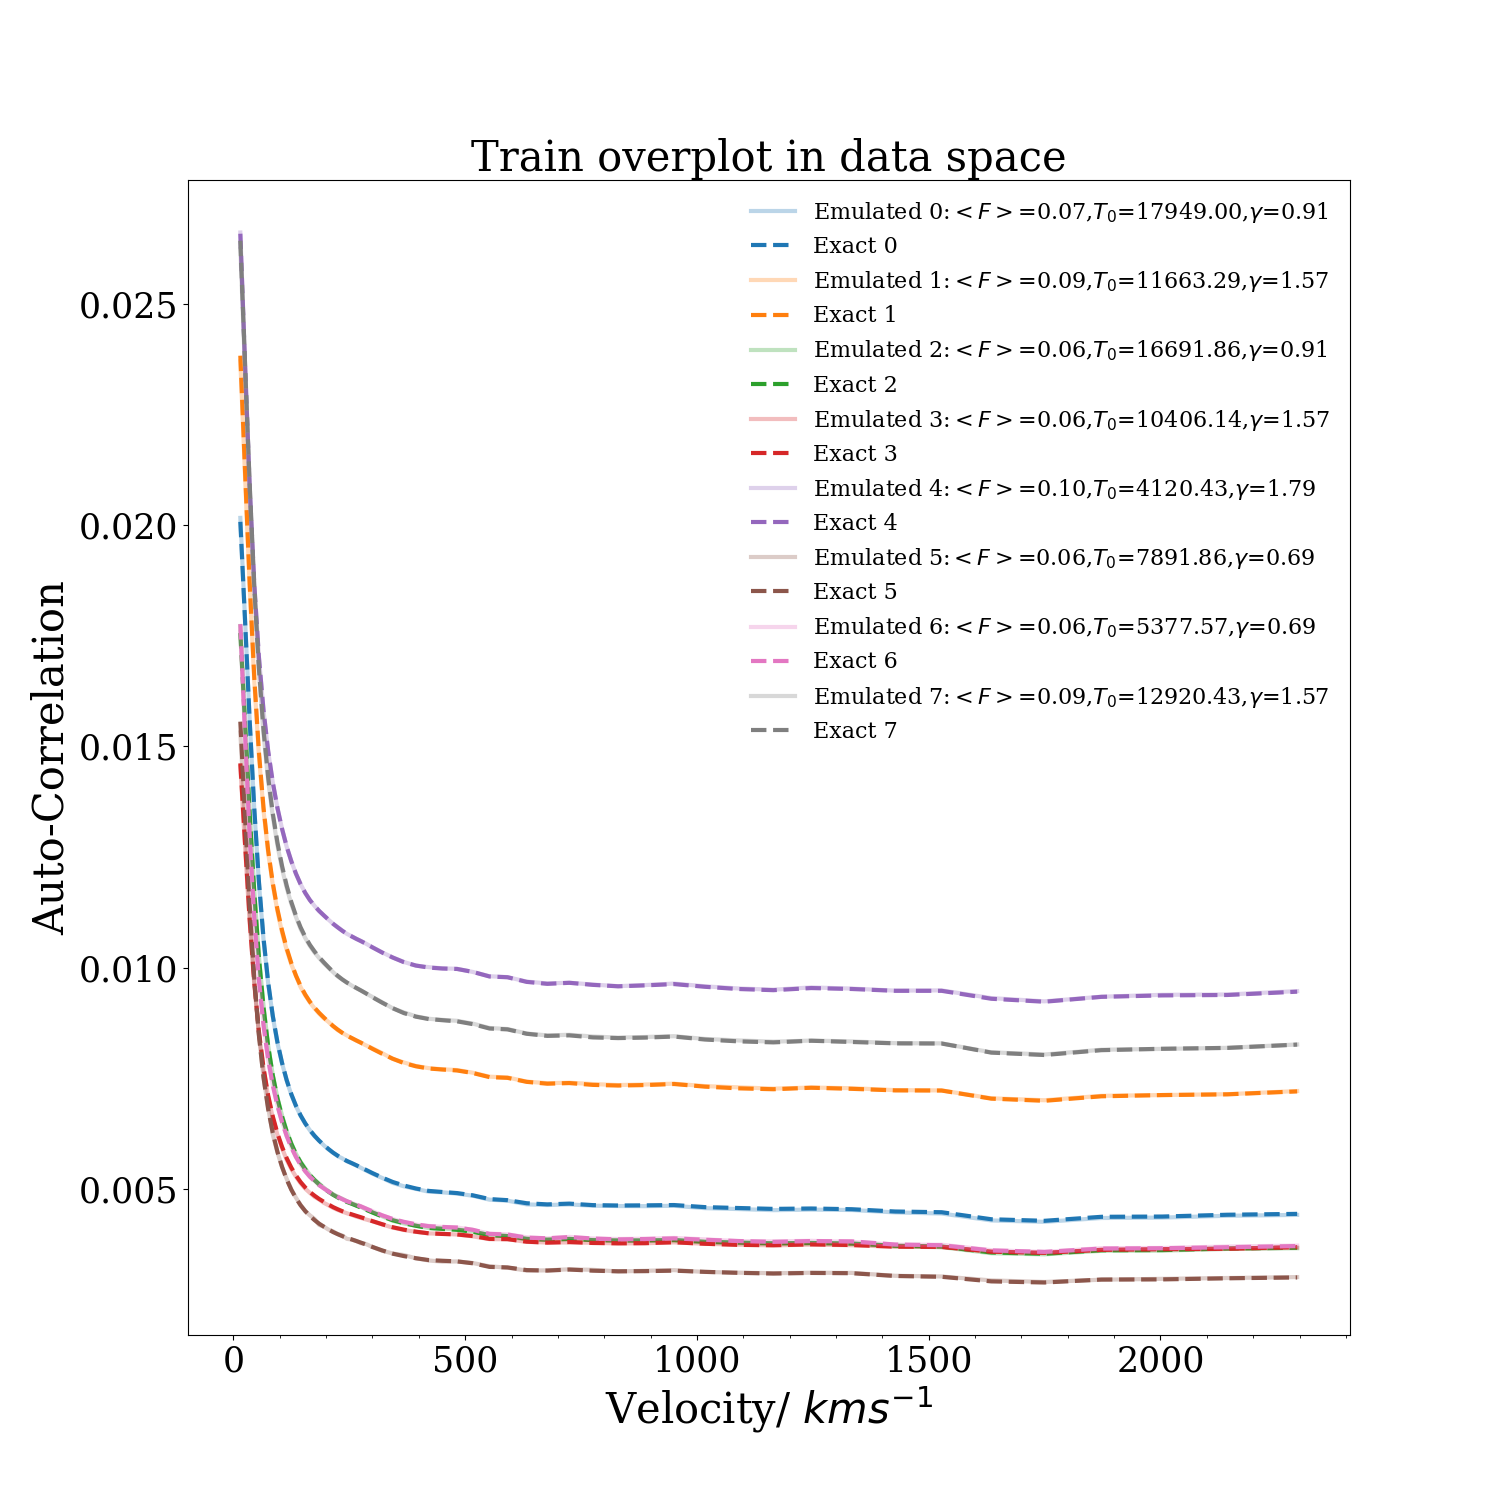 Train overplot in data space
Emulated 0: < F > =0.07,T₀=17949.00,γ=0.91
Exact 0
Emulated 1: < F > =0.09,T₀=11663.29,γ=1.57
Exact 1
Emulated 2: < F > =0.06,T₀=16691.86,γ=0.91
Exact 2
Emulated 3: < F > =0.06,T₀=10406.14,γ=1.57
Exact 3
Emulated 4: < F > =0.10,T₀=4120.43,γ=1.79
Exact 4
Emulated 5: < F > =0.06,T₀=7891.86,γ=0.69
Exact 5
Emulated 6: < F > =0.06,T₀=5377.57,γ=0.69
Exact 6
Emulated 7: < F > =0.09,T₀=12920.43,γ=1.57
Exact 7
Auto-Correlation
0.025
0.020
0.015
0.010
0.005
0 500 1000 1500 2000
Velocity/ kms⁻¹